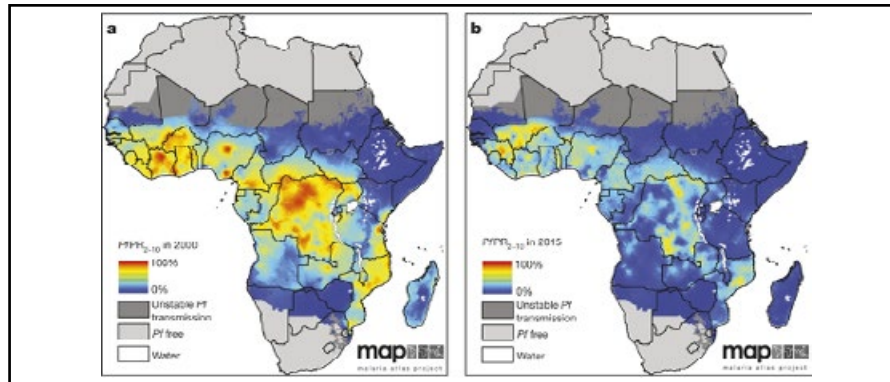 a
PfPR2–10 in 2000
100%
0%
Unstable Pf
transmission
Pf free
Water
map
malaria atlas project
b
PfPR2–10 in 2015
100%
0%
Unstable Pf
transmission
Pf free
Water
map
malaria atlas project